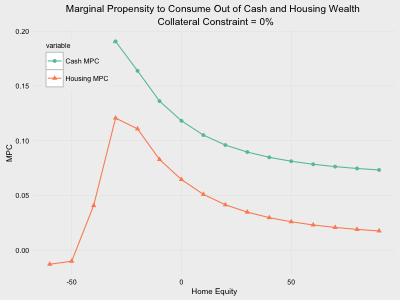 Marginal Propensity to Consume Out of Cash and Housing Wealth
Collateral Constraint = 0%
0.20
variable
Cash MPC
Housing MPC
0.15
0.10
MPC
0.05
0.00
-50
0
50
Home Equity